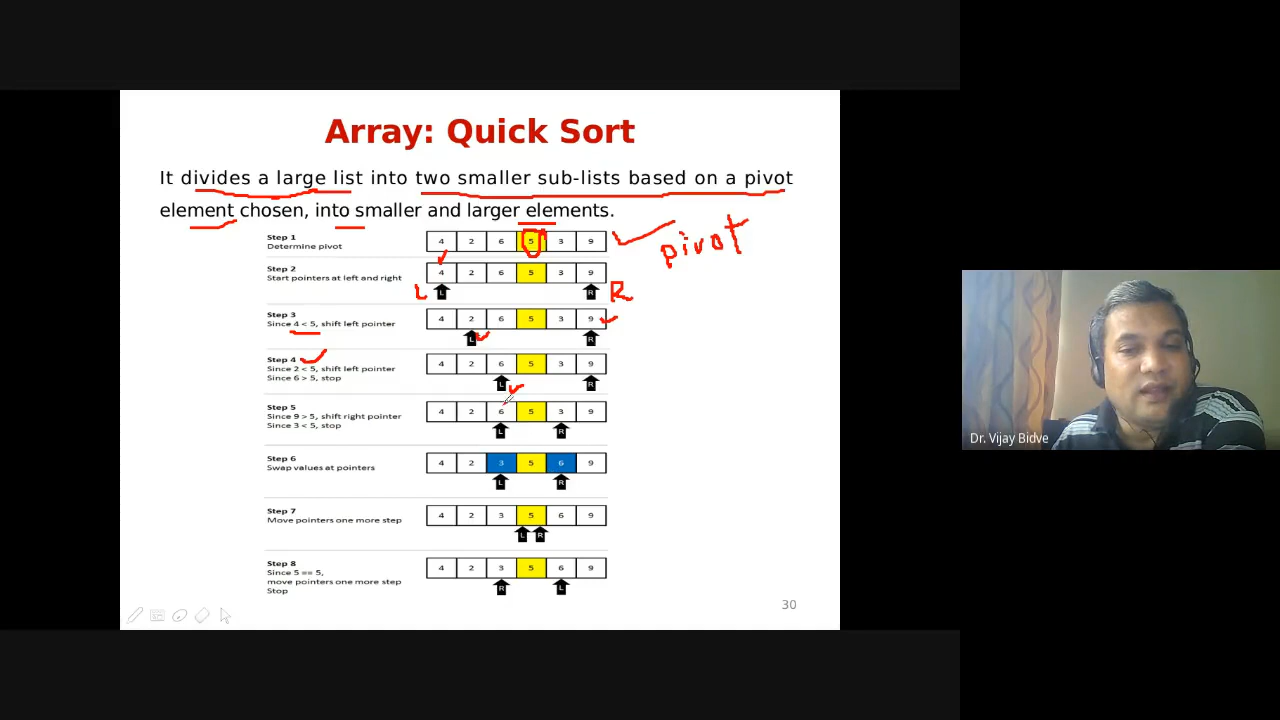 Array: Quick Sort
It divides a large list into two smaller sub-lists based on a pivot
element chosen, into smaller and larger elements.
Step 1
Determine pivot
4 2 6 5 3 9
pivot
Step 2
Start pointers at left and right
4 2 6 5 3 9
L L R R
Step 3
Since 4 < 5, shift left pointer
4 2 6 5 3 9
L R
Step 4
Since 2 < 5, shift left pointer
Since 6 > 5, stop
4 2 6 5 3 9
L R
Step 5
Since 9 > 5, shift right pointer
Since 3 < 5, stop
4 2 6 5 3 9
L R
Step 6
Swap values at pointers
4 2 3 5 6 9
L R
Step 7
Move pointers one more step
4 2 3 5 6 9
L R
Step 8
Since 5 == 5,
move pointers one more step
Stop
4 2 3 5 6 9
R L
30
Dr. Vijay Bidve